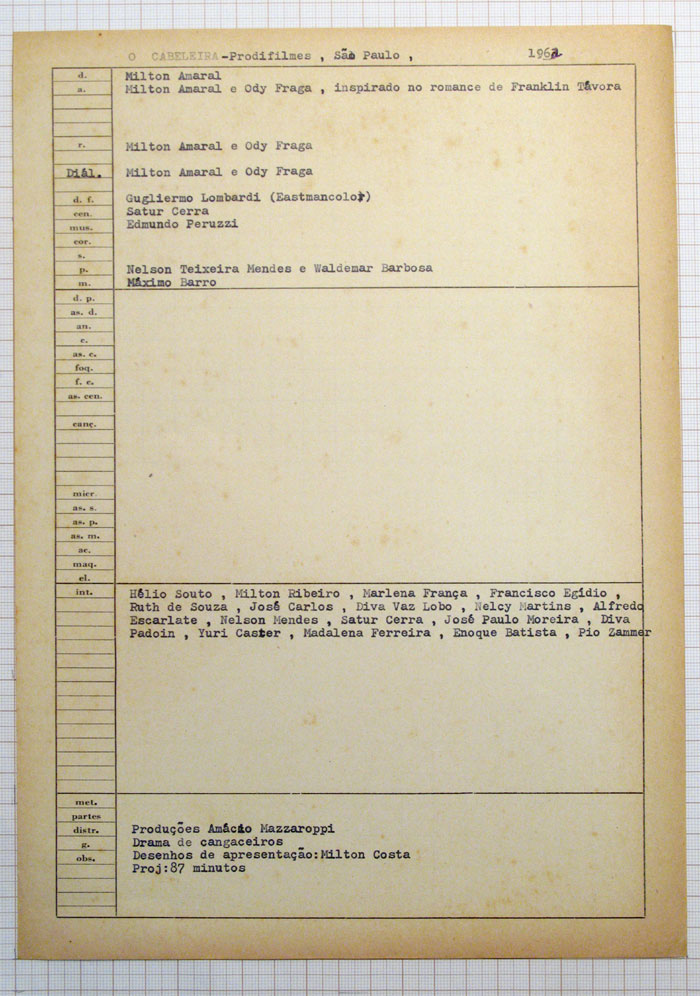 O CABELEIRA-Prodifilmes , São Paulo ,
d. Milton Amaral
a. Milton Amaral e Ody Fraga , inspirado no romance de Franklin Távora
r. Milton Amaral e Ody Fraga
Diál. Milton Amaral e Ody Fraga
d. f. Gugliermo Lombardi (Eastmancolor)
cen. Satur Cerra
mus. Edmundo Peruzzi
cor.
s.
p. Nelson Teixeira Mendes e Waldemar Barbosa
m. Máximo Barro
d. p.
as. d.
an.
c.
as. c.
foq.
f. c.
as. cen.
canç.
micr.
as. s.
as. p.
as. m.
ac.
maq.
el.
int. Hélio Souto , Milton Ribeiro , Marlena França , Francisco Egídio ,
Ruth de Souza , José Carlos , Diva Vaz Lobo , Nelcy Martins , Alfredo
Escarlate , Nelson Mendes , Satur Cerra , José Paulo Moreira , Diva
Padoin , Yuri Caster , Madalena Ferreira , Enoque Batista , Pio Zammer
met.
partes
distr. Produções Amácio Mazzaroppi
g. Drama de cangaceiros
obs. Desenhos de apresentação:Milton Costa
Proj:87 minutos